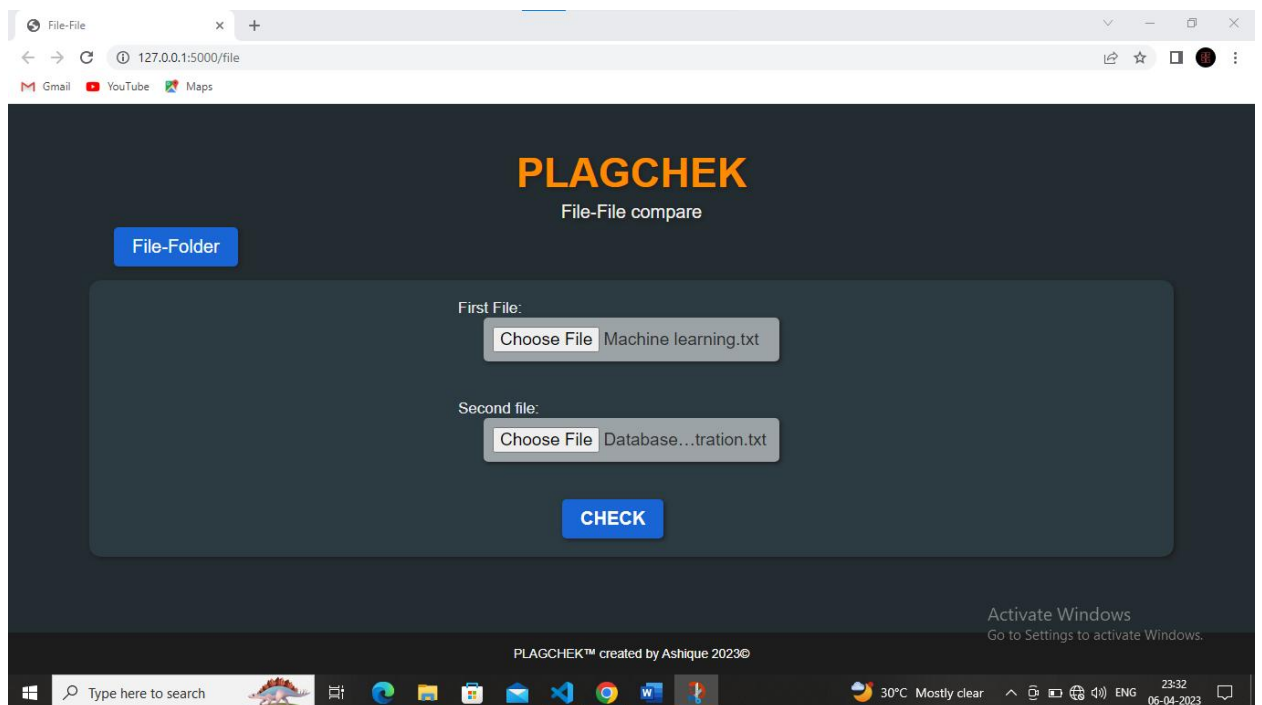 File-File
127.0.0.1:5000/file
Gmail YouTube Maps
PLAGCHEK
File-File compare
File-Folder
First File:
Choose File Machine learning.txt
Second file:
Choose File Database…tration.txt
CHECK
Activate Windows
Go to Settings to activate Windows.
PLAGCHEK™ created by Ashique 2023©
Type here to search 30°C Mostly clear ENG 23:32
06-04-2023